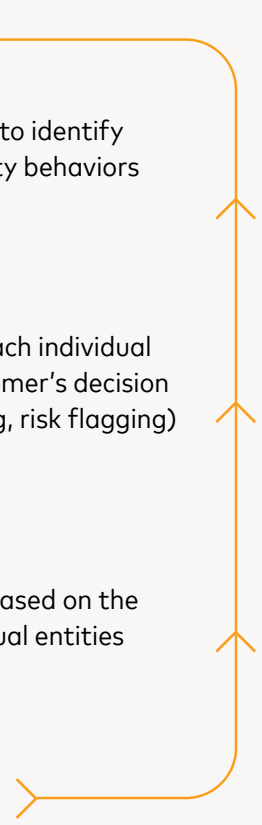 to identify
ty behaviors
ach individual
mer's decision
g, risk flagging)
ased on the
ual entities